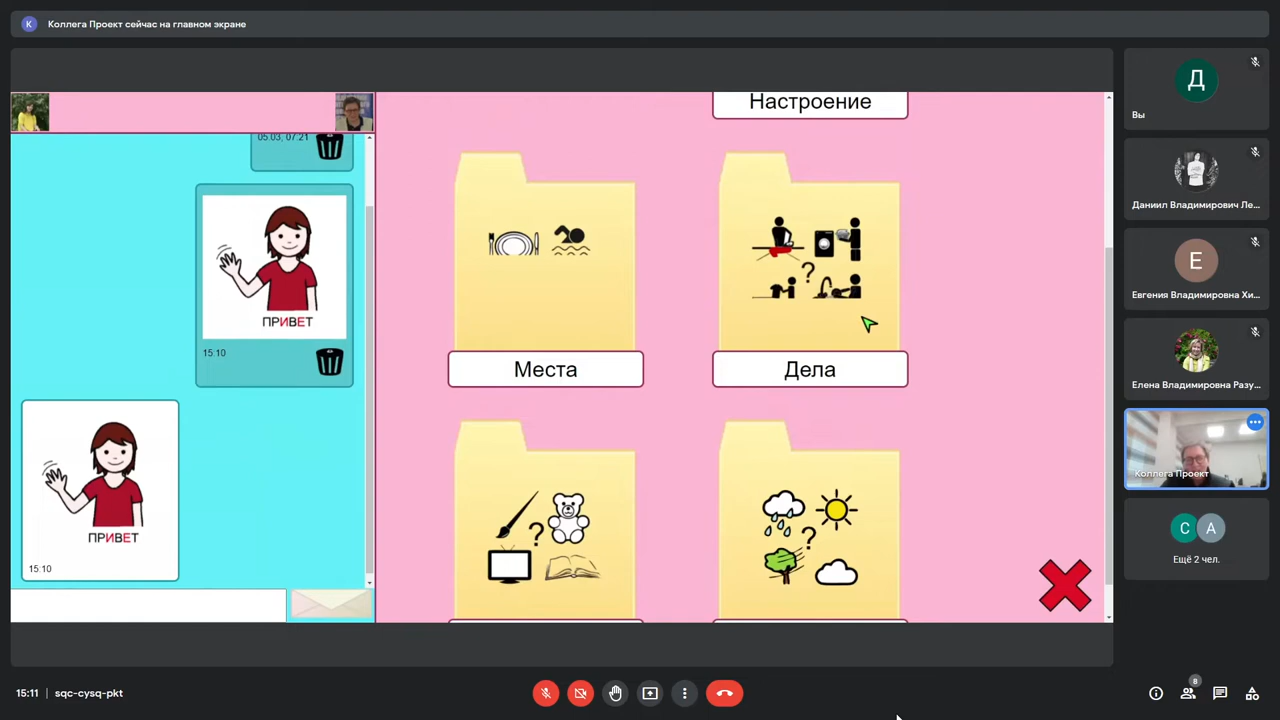 К
Коллега Проект сейчас на главном экране
05.03, 07:21
ПРИВЕТ
15:10
ПРИВЕТ
15:10
Настроение
Места
?
Дела
?
?
Д
Вы
Даниил Владимирович Ле...
Е
Евгения Владимировна Хи...
Елена Владимировна Разу...
Коллега Проект
С А
Ещё 2 чел.
15:11 | sqc-cysq-pkt
8